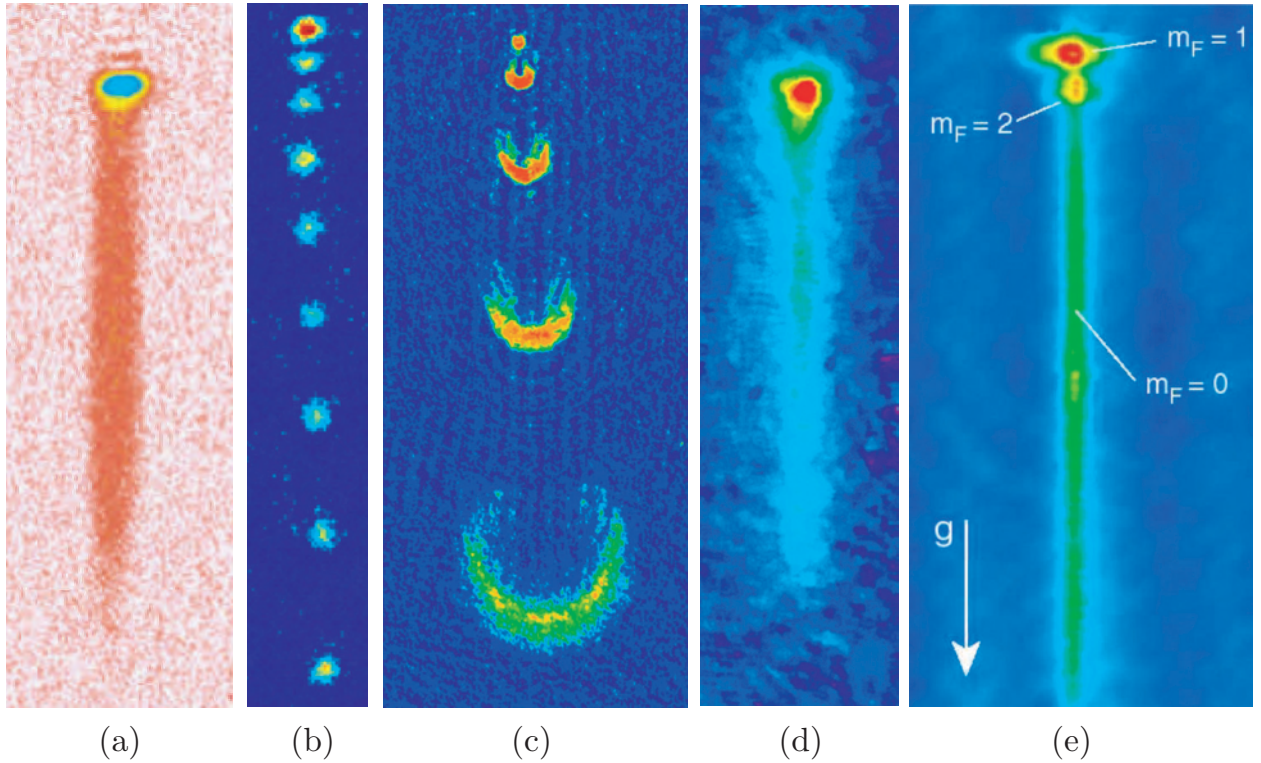 m_F = 1
m_F = 2
m_F = 0
g
(a)
(b)
(c)
(d)
(e)